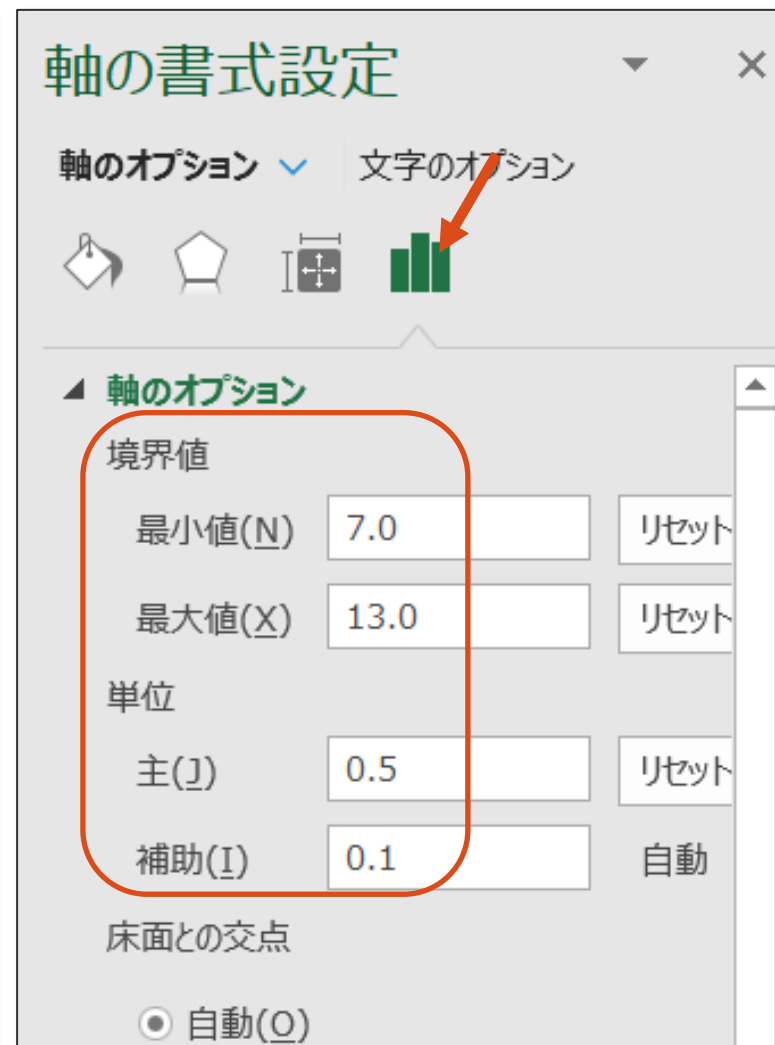 軸の書式設定
軸のオプション 文字のオプション
軸のオプション
境界値
最小値(N) 7.0 リセット
最大値(X) 13.0 リセット
単位
主(J) 0.5 リセット
補助(I) 0.1 自動
床面との交点
自動(O)